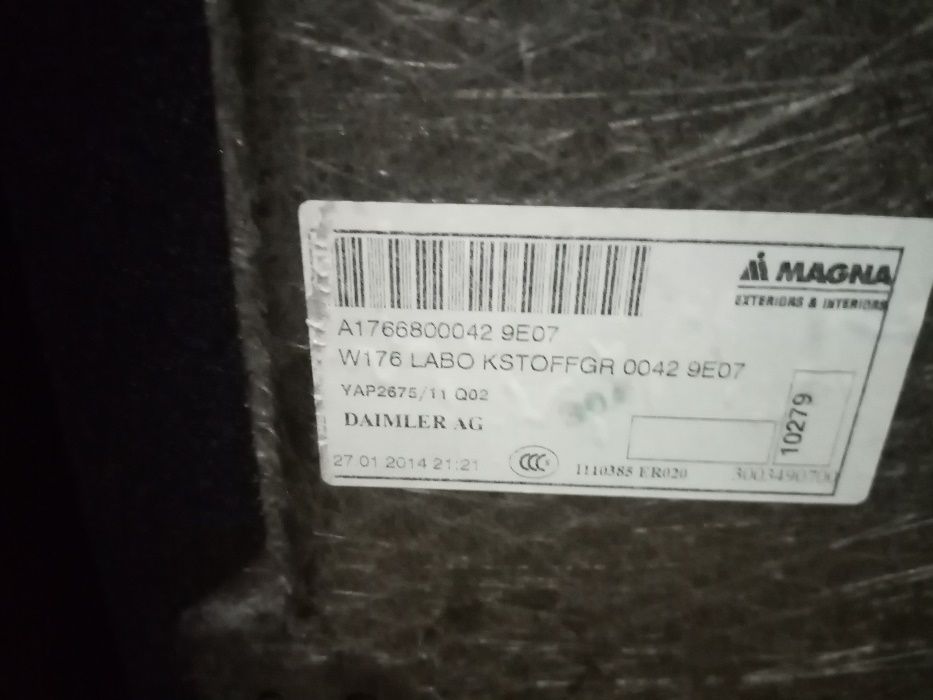 MAGNA
EXTERIORS & INTERIORS
A1766800042 9E07
W176 LABO KSTOFFGR 0042 9E07
YAP2675/11 Q02
DAIMLER AG
10279
27.01.2014 21:21
CCC S
1110385 ER020
3003490700